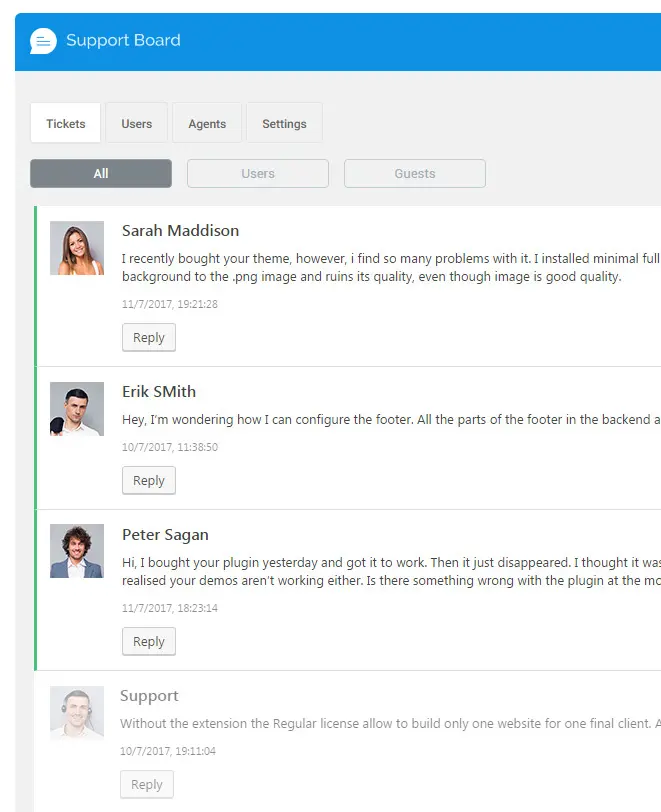 Support Board
Tickets Users Agents Settings
All Users Guests
Sarah Maddison
I recently bought your theme, however, i find so many problems with it. I installed minimal full
background to the .png image and ruins its quality, even though image is good quality.
11/7/2017, 19:21:28
Reply
Erik SMith
Hey, I'm wondering how I can configure the footer. All the parts of the footer in the backend a
10/7/2017, 11:38:50
Reply
Peter Sagan
Hi, I bought your plugin yesterday and got it to work. Then it just disappeared. I thought it was
realised your demos aren't working either. Is there something wrong with the plugin at the mo
11/7/2017, 18:23:14
Reply
Support
Without the extension the Regular license allow to build only one website for one final client. A
10/7/2017, 19:11:04
Reply